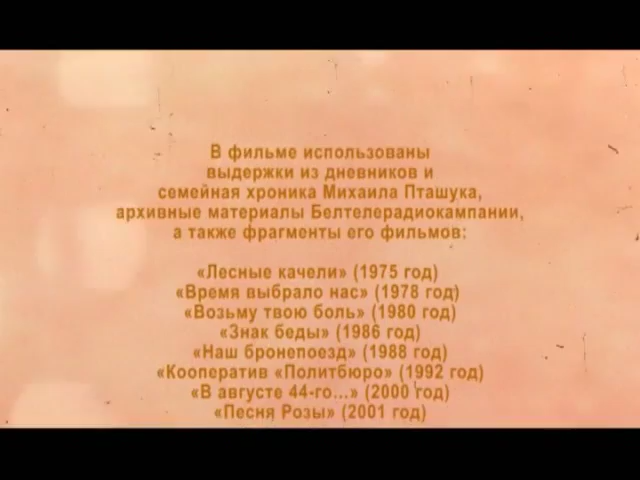 В фильме использованы
выдержки из дневников и
семейная хроника Михаила Пташука,
архивные материалы Белтелерадиокампании,
а также фрагменты его фильмов:
«Лесные качели» (1975 год)
«Время выбрало нас» (1978 год)
«Возьму твою боль» (1980 год)
«Знак беды» (1986 год)
«Наш бронепоезд» (1988 год)
«Кооператив «Политбюро» (1992 год)
«В августе 44-го...» (2000 год)
«Песня Розы» (2001 год)